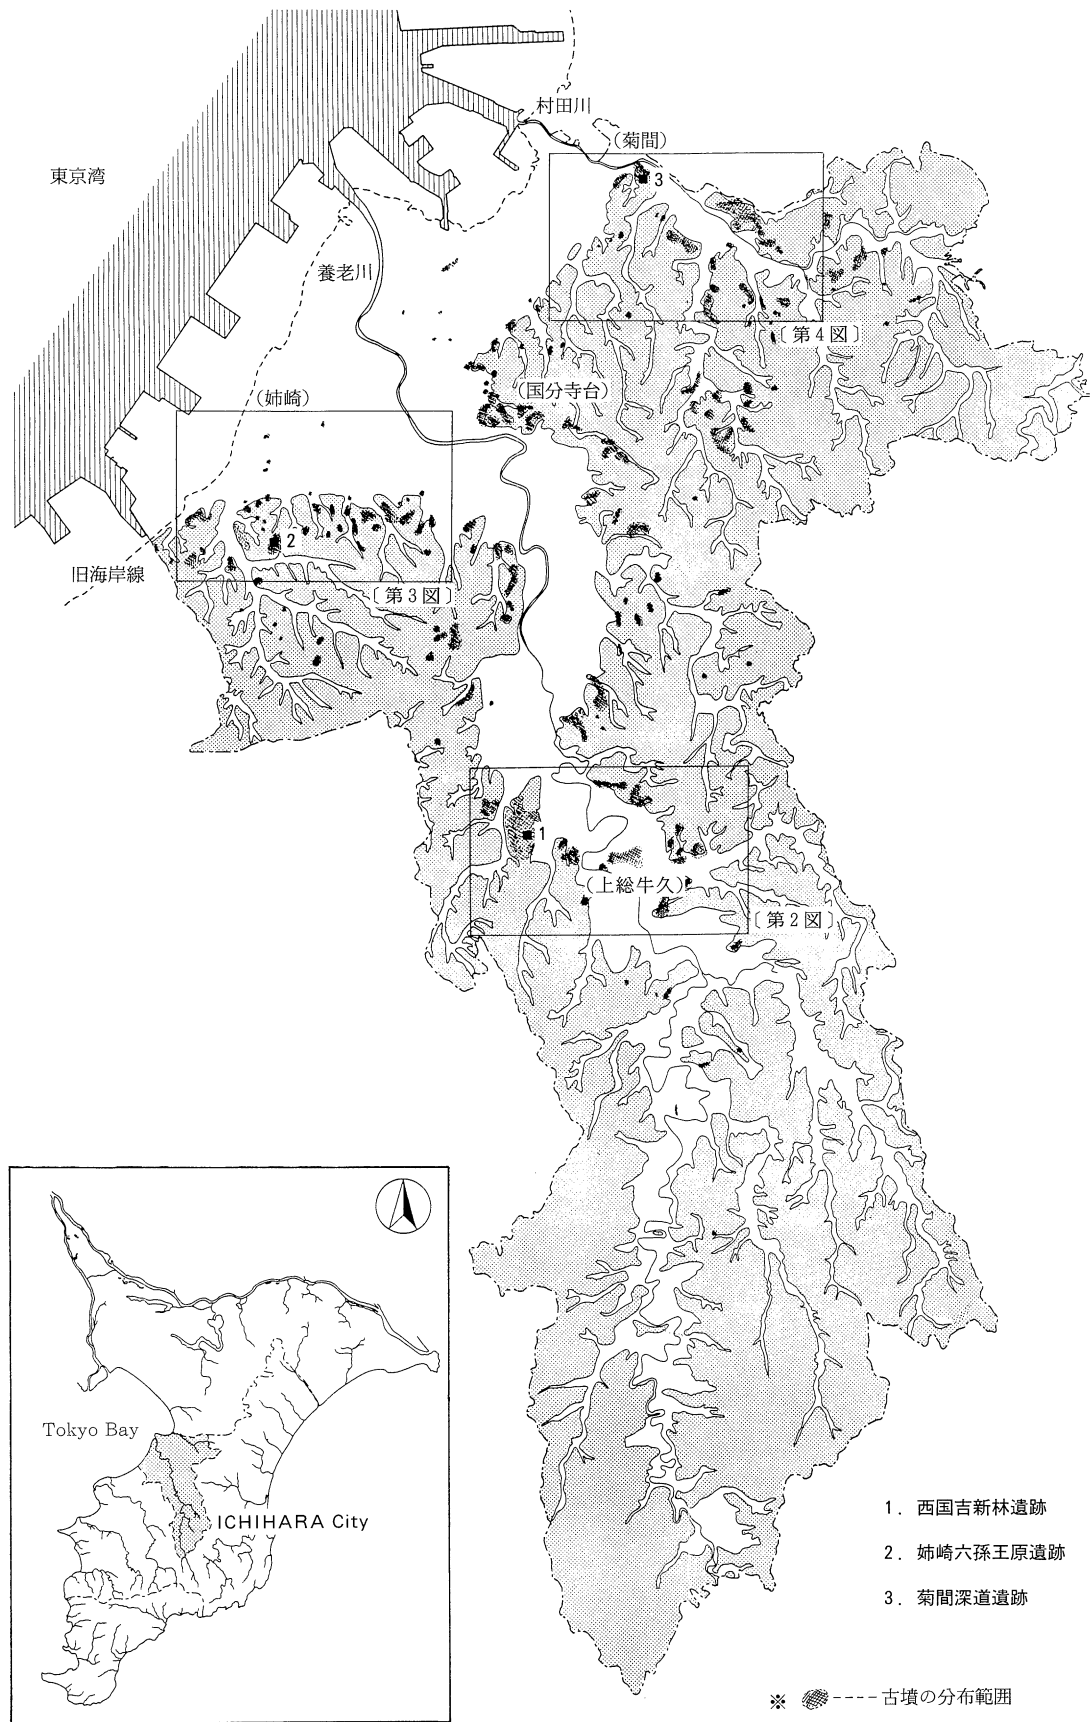 村田川
(菊間)
東京湾
3
養老川
〔第4図〕
(国分寺台)
(姉崎)
2
旧海岸線
〔第3図〕
1
(上総牛久)
〔第2図〕
Tokyo Bay
ICHIHARA City
1. 西国吉新林遺跡
2. 姉崎六孫王原遺跡
3. 菊間深道遺跡
※ ----古墳の分布範囲